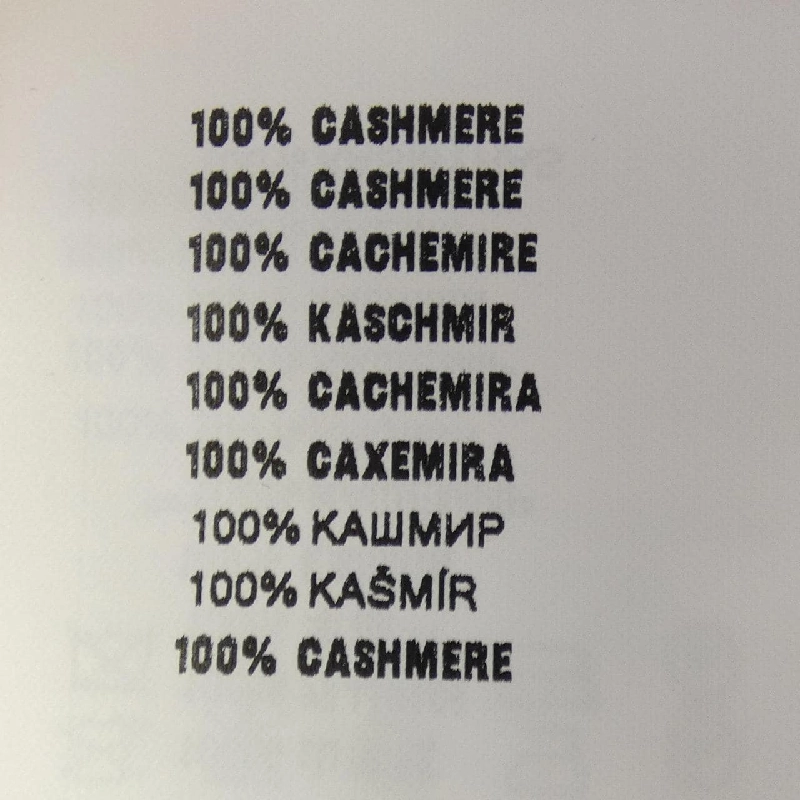 100% CASHMERE
100% CASHMERE
100% CACHEMIRE
100% KASCHMIR
100% CACHEMIRA
100% CAXEMIRA
100% КАШМИР
100% KAŠMÍR
100% CASHMERE